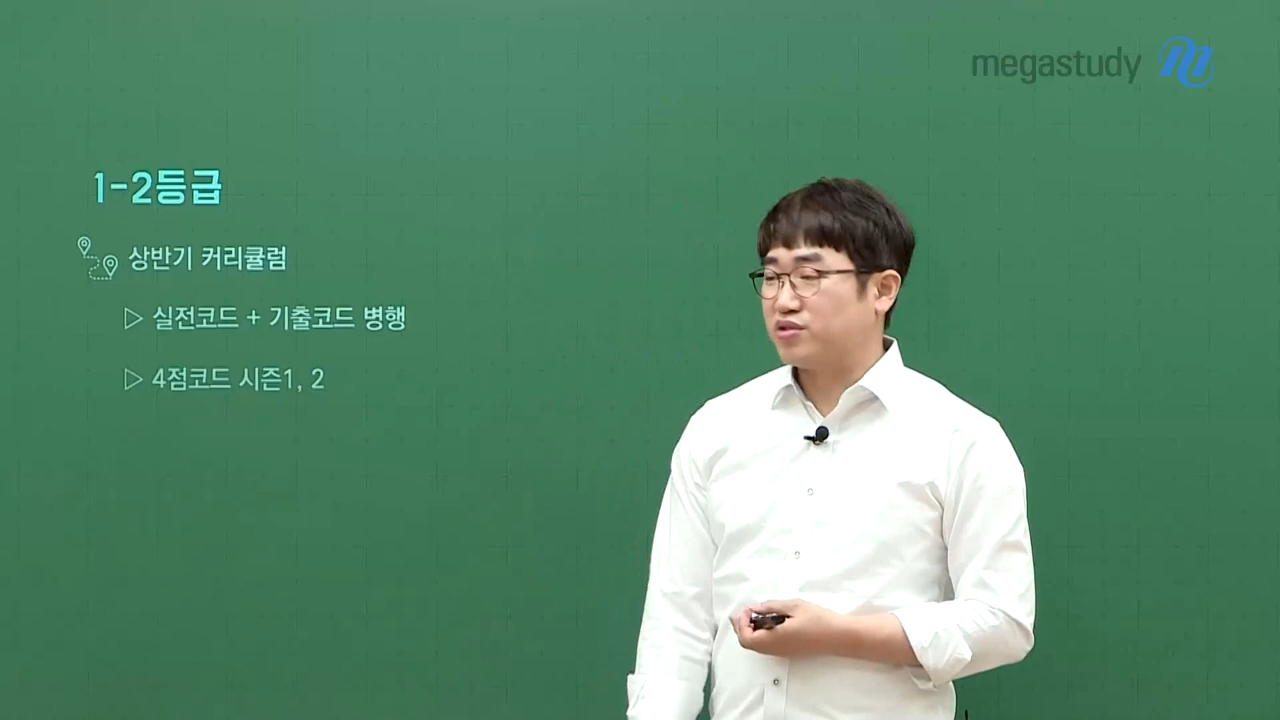 megastudy
1-2등급
상반기 커리큘럼
▷ 실전코드 + 기출코드 병행
▷ 4점코드 시즌1, 2